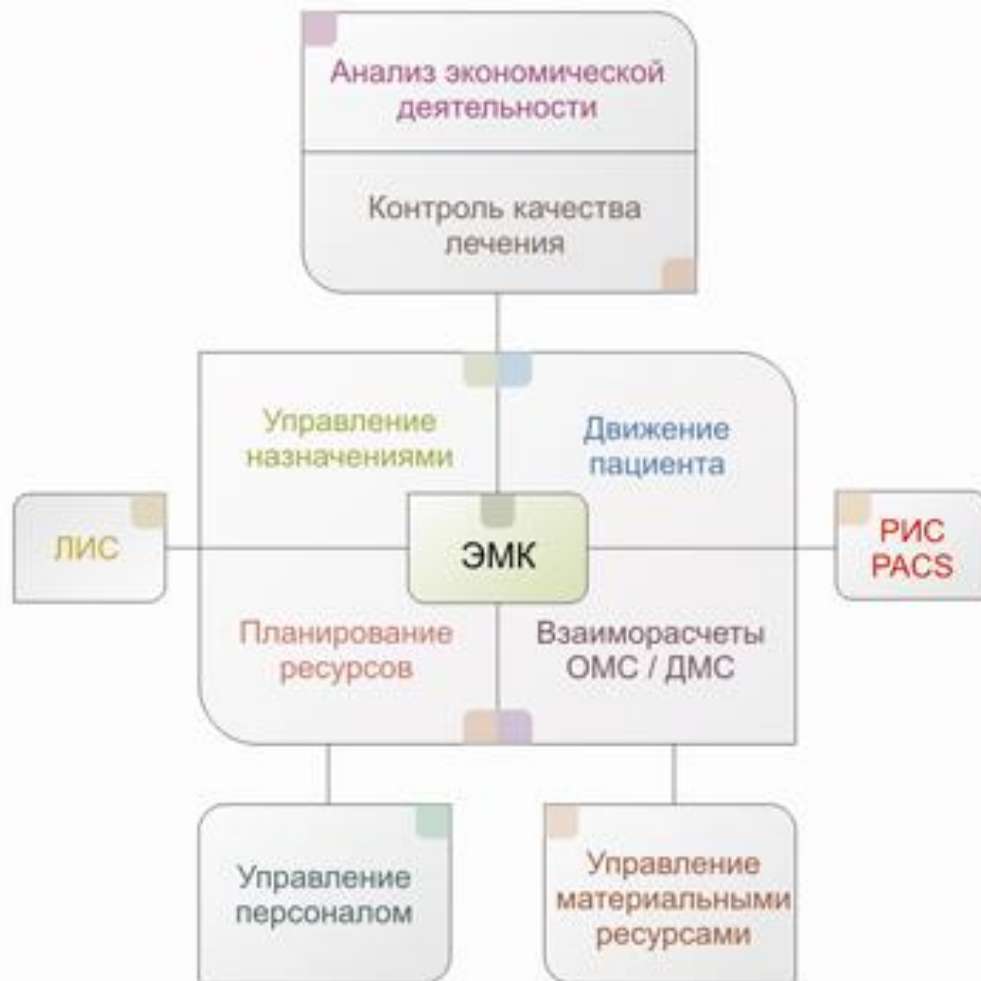 Анализ экономической
деятельности
Контроль качества
лечения
Управление
назначениями
Движение
пациента
ЛИС
ЭМК
РИС
PACS
Планирование
ресурсов
Взаиморасчеты
ОМС / ДМС
Управление
персоналом
Управление
материальными
ресурсами